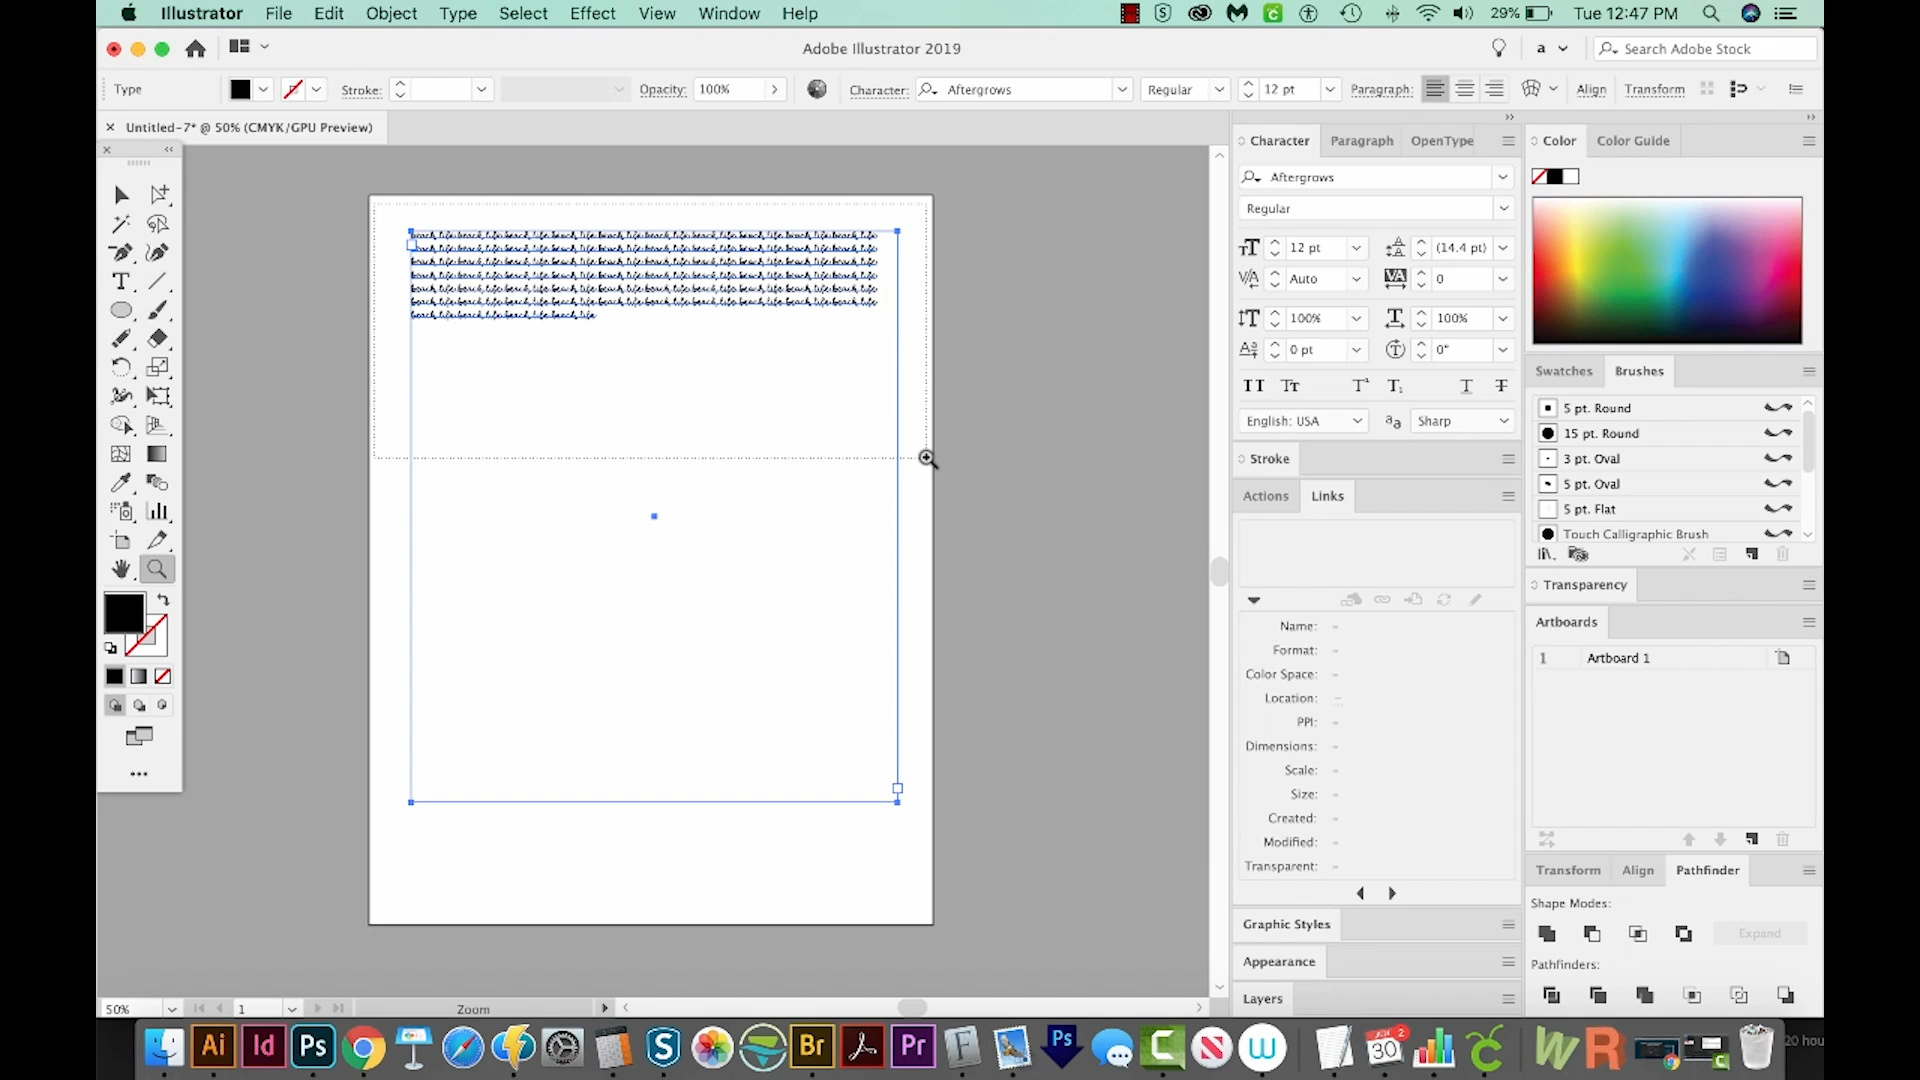 Illustrator File Edit Object Type Select Effect View Window Help 29% Tue 12:47 PM
Adobe Illustrator 2019 a Search Adobe Stock
Type Stroke: Opacity: 100% Character: Aftergrows Regular 12 pt Paragraph: Align Transform
Untitled-7* @ 50% (CMYK/GPU Preview)
Character Paragraph OpenType
Aftergrows
Regular
12 pt (14.4 pt)
Auto 0
100% 100%
0 pt 0°
English: USA Sharp
Stroke
Actions Links
Name: -
Format: -
Color Space: -
Location: -
PPI: -
Dimensions: -
Scale: -
Size: -
Created: -
Modified: -
Transparent: -
Graphic Styles
Appearance
Layers
Color Color Guide
Swatches Brushes
5 pt. Round
15 pt. Round
3 pt. Oval
5 pt. Oval
5 pt. Flat
Touch Calligraphic Brush
Transparency
Artboards
1 Artboard 1
Transform Align Pathfinder
Shape Modes:
Expand
Pathfinders:
beach life beach life beach life beach life beach life beach life beach life beach life beach life beach life
beach life beach life beach life beach life beach life beach life beach life beach life beach life beach life
beach life beach life beach life beach life beach life beach life beach life beach life beach life beach life
beach life beach life beach life beach life beach life beach life beach life beach life beach life beach life
beach life beach life beach life beach life beach life beach life beach life beach life beach life beach life
beach life beach life beach life beach life beach life beach life beach life beach life beach life beach life
beach life beach life beach life beach life
50% 1 Zoom
Ai Id Ps Br Pr Ps JUN 30 2
20 hou